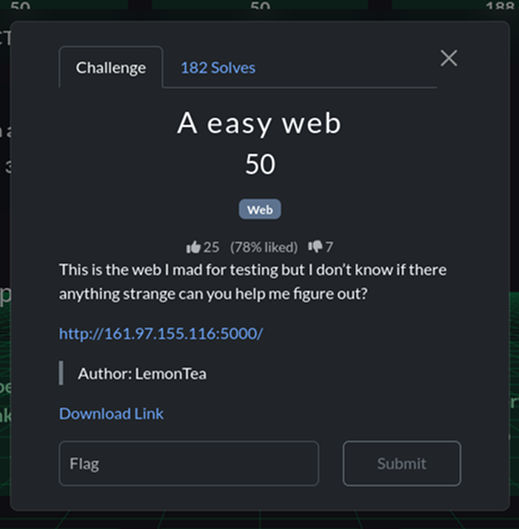 50
50
188
Challenge
182 Solves
A easy web
50
Web
25 (78% liked) 7
This is the web I mad for testing but I don't know if there
anything strange can you help me figure out?
http://161.97.155.116:5000/
Author: LemonTea
Download Link
Flag
Submit